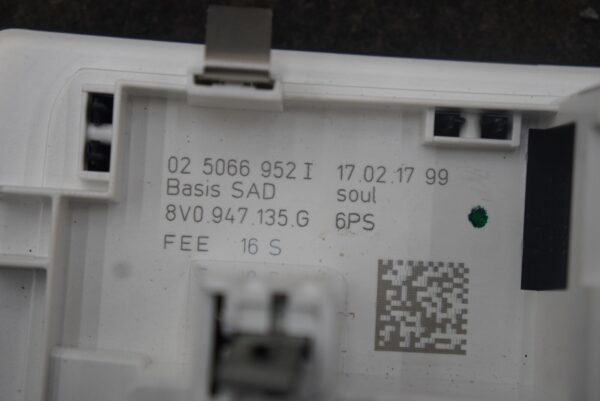 02 5066 952 I 17.02.17 99
Basis SAD soul
8V0.947.135.G 6PS
FEE 16 S